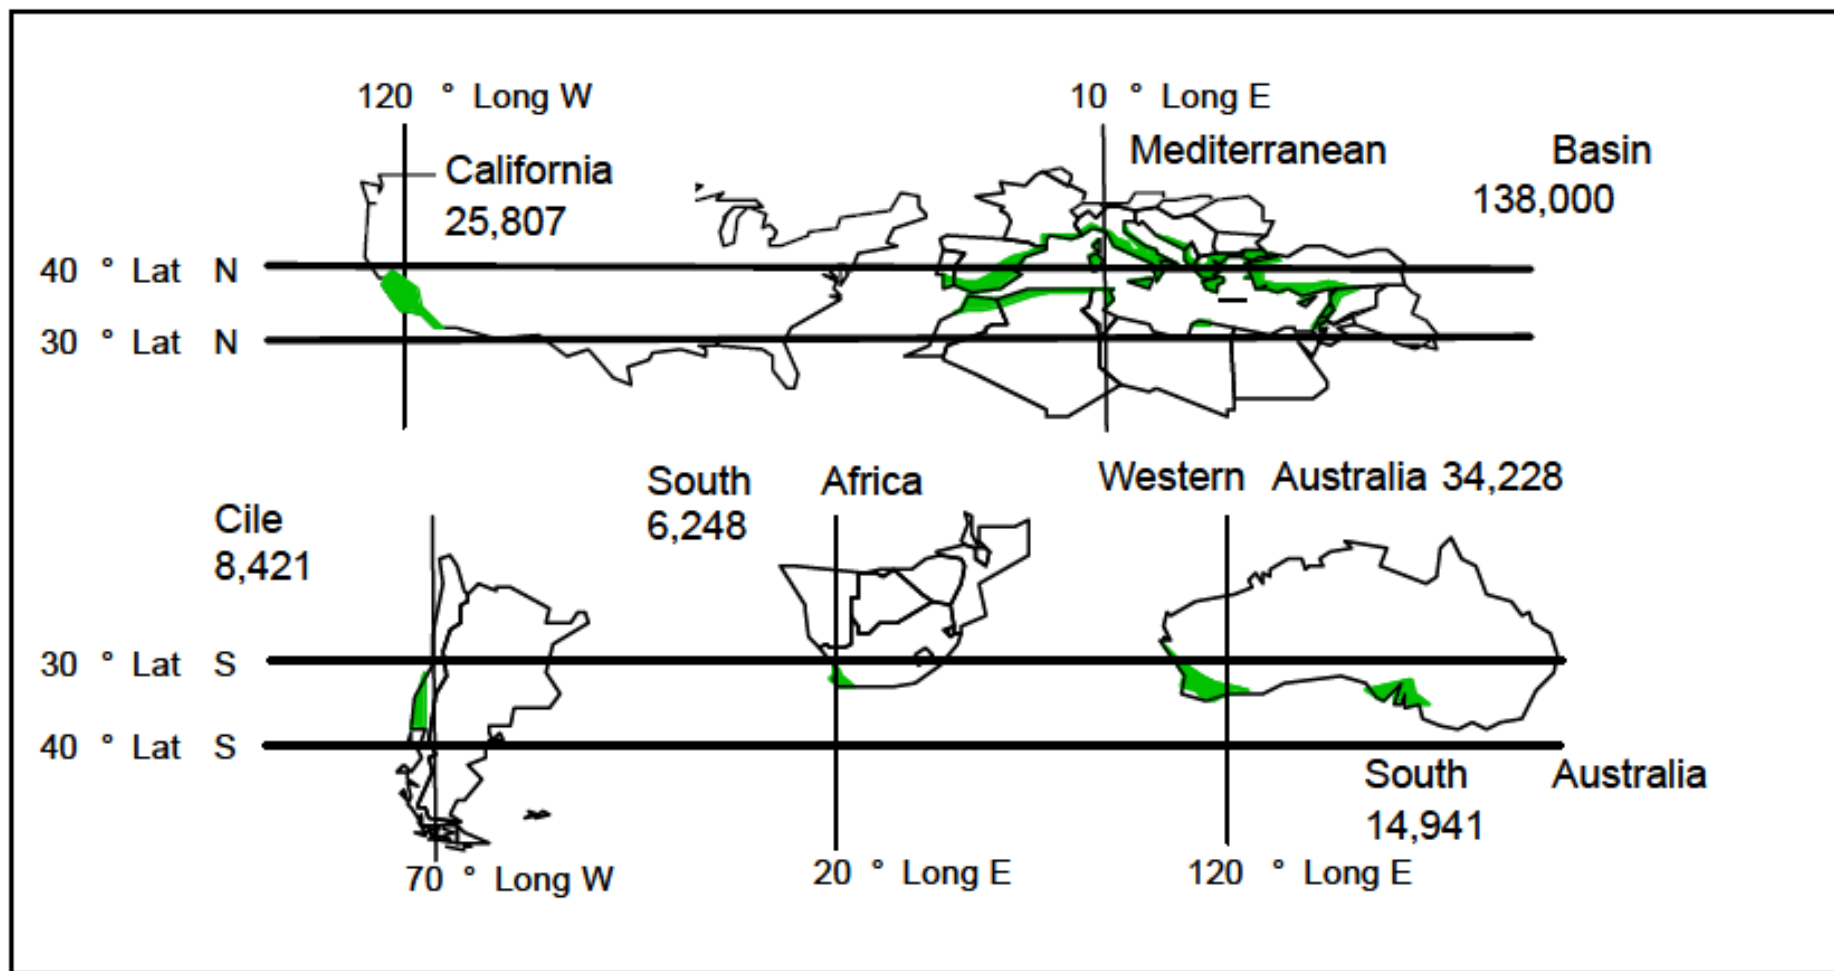 120 ° Long W
10 ° Long E
California
25,807
Mediterranean Basin
138,000
40 ° Lat N
30 ° Lat N
Cile
8,421
South Africa
6,248
Western Australia 34,228
30 ° Lat S
40 ° Lat S
South Australia
14,941
70 ° Long W
20 ° Long E
120 ° Long E